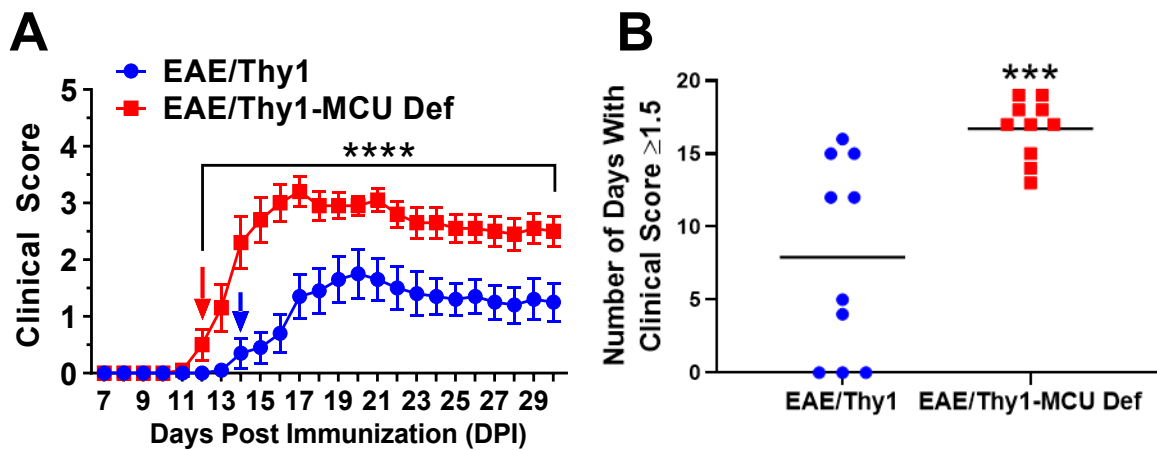 A
EAE/Thy1
EAE/Thy1-MCU Def
5
4
3
2
1
0
****
Clinical Score
7 9 11 13 15 17 19 21 23 25 27 29
Days Post Immunization (DPI)
B
20
15
10
5
0
***
Number of Days With
Clinical Score ≥1.5
EAE/Thy1 EAE/Thy1-MCU Def